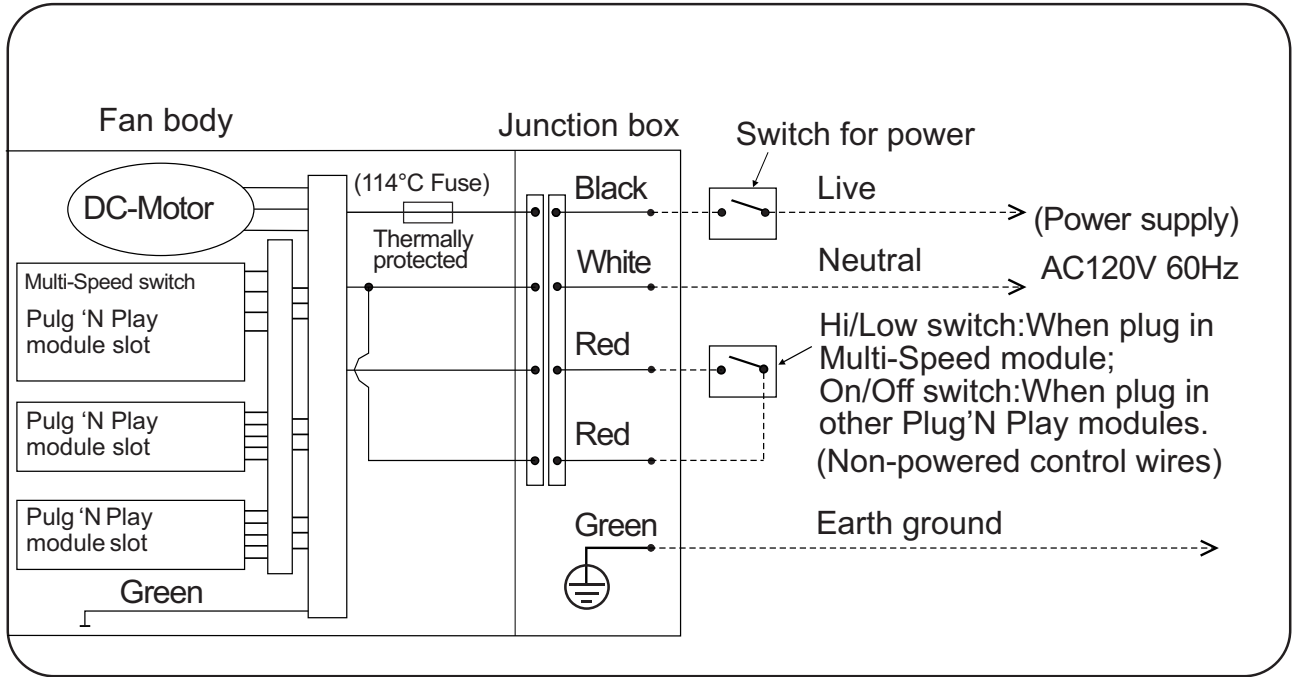 Fan body
Junction box
Switch for power
DC-Motor
(114°C Fuse)
Thermally
protected
Black
Live
(Power supply)
AC120V 60Hz
White
Neutral
Multi-Speed switch
Pulg ‘N Play
module slot
Red
Hi/Low switch:When plug in
Multi-Speed module;
On/Off switch:When plug in
other Plug’N Play modules.
(Non-powered control wires)
Pulg ‘N Play
module slot
Red
Pulg ‘N Play
module slot
Green
Earth ground
Green